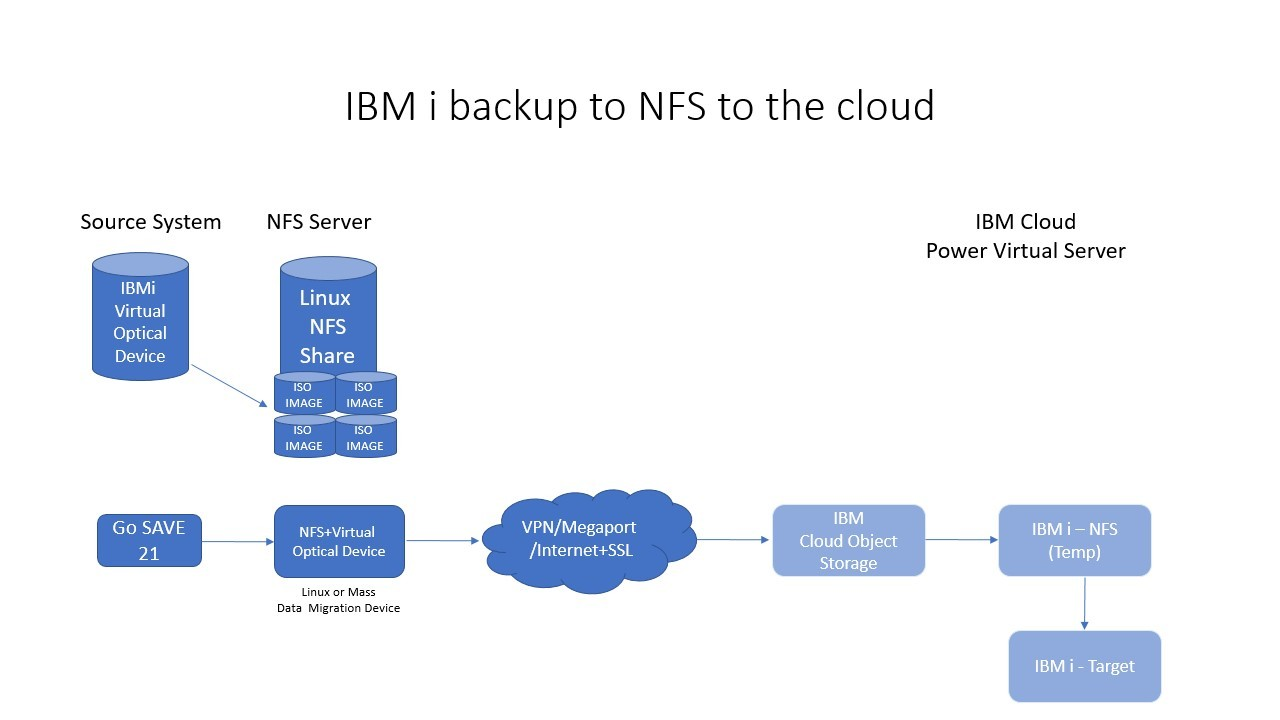 IBM i backup to NFS to the cloud
Source System
NFS Server
IBM Cloud
Power Virtual Server
IBMi
Virtual
Optical
Device
Linux
NFS
Share
ISO
IMAGE
ISO
IMAGE
ISO
IMAGE
ISO
IMAGE
Go SAVE
21
NFS+Virtual
Optical Device
Linux or Mass
Data Migration Device
VPN/Megaport
/Internet+SSL
IBM
Cloud Object
Storage
IBM i – NFS
(Temp)
IBM i - Target